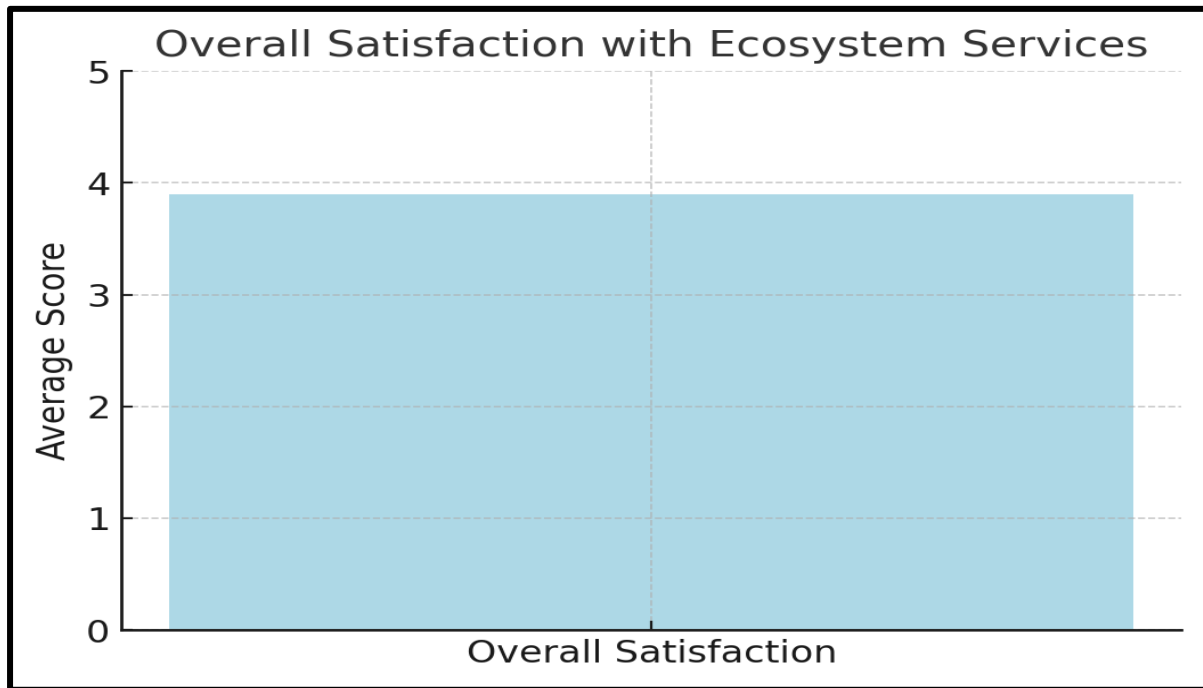 Overall Satisfaction with Ecosystem Services
5
4
3
2
1
0
Average Score
Overall Satisfaction